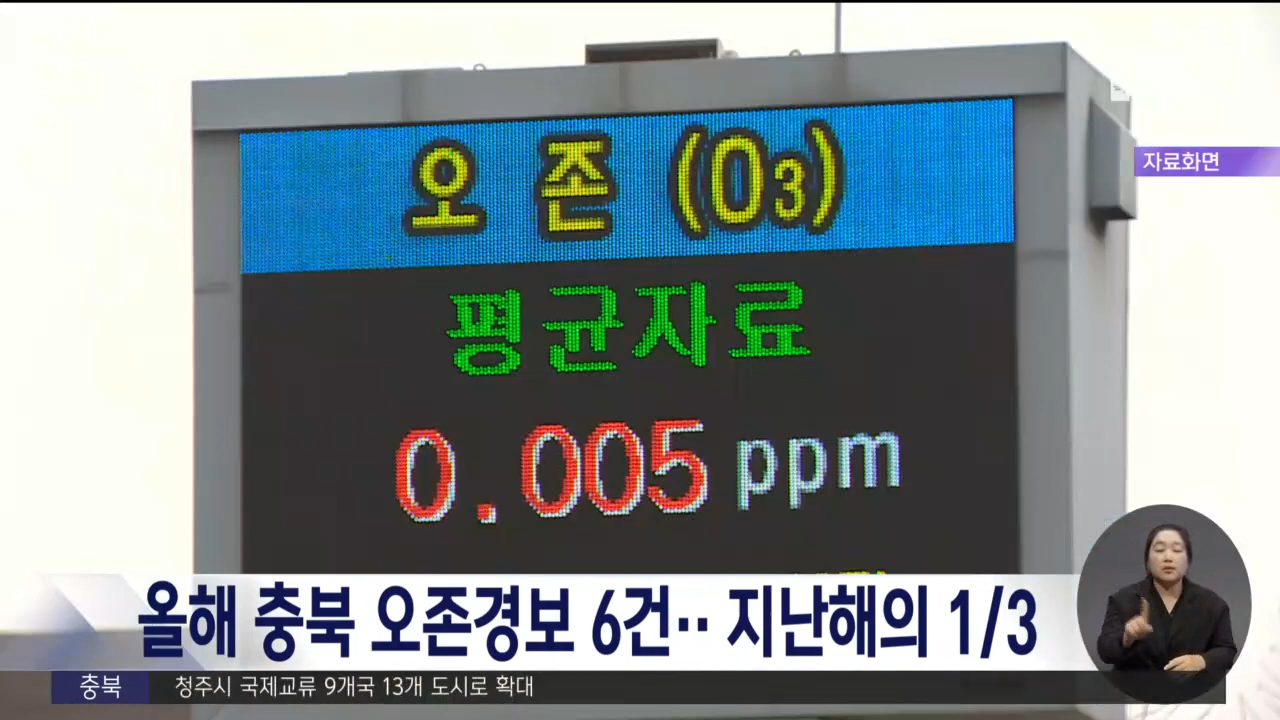 오존 (O3)
자료화면
평균자료
0.005 ppm
올해 충북 오존경보 6건‥ 지난해의 1/3
충북 청주시 국제교류 9개국 13개 도시로 확대